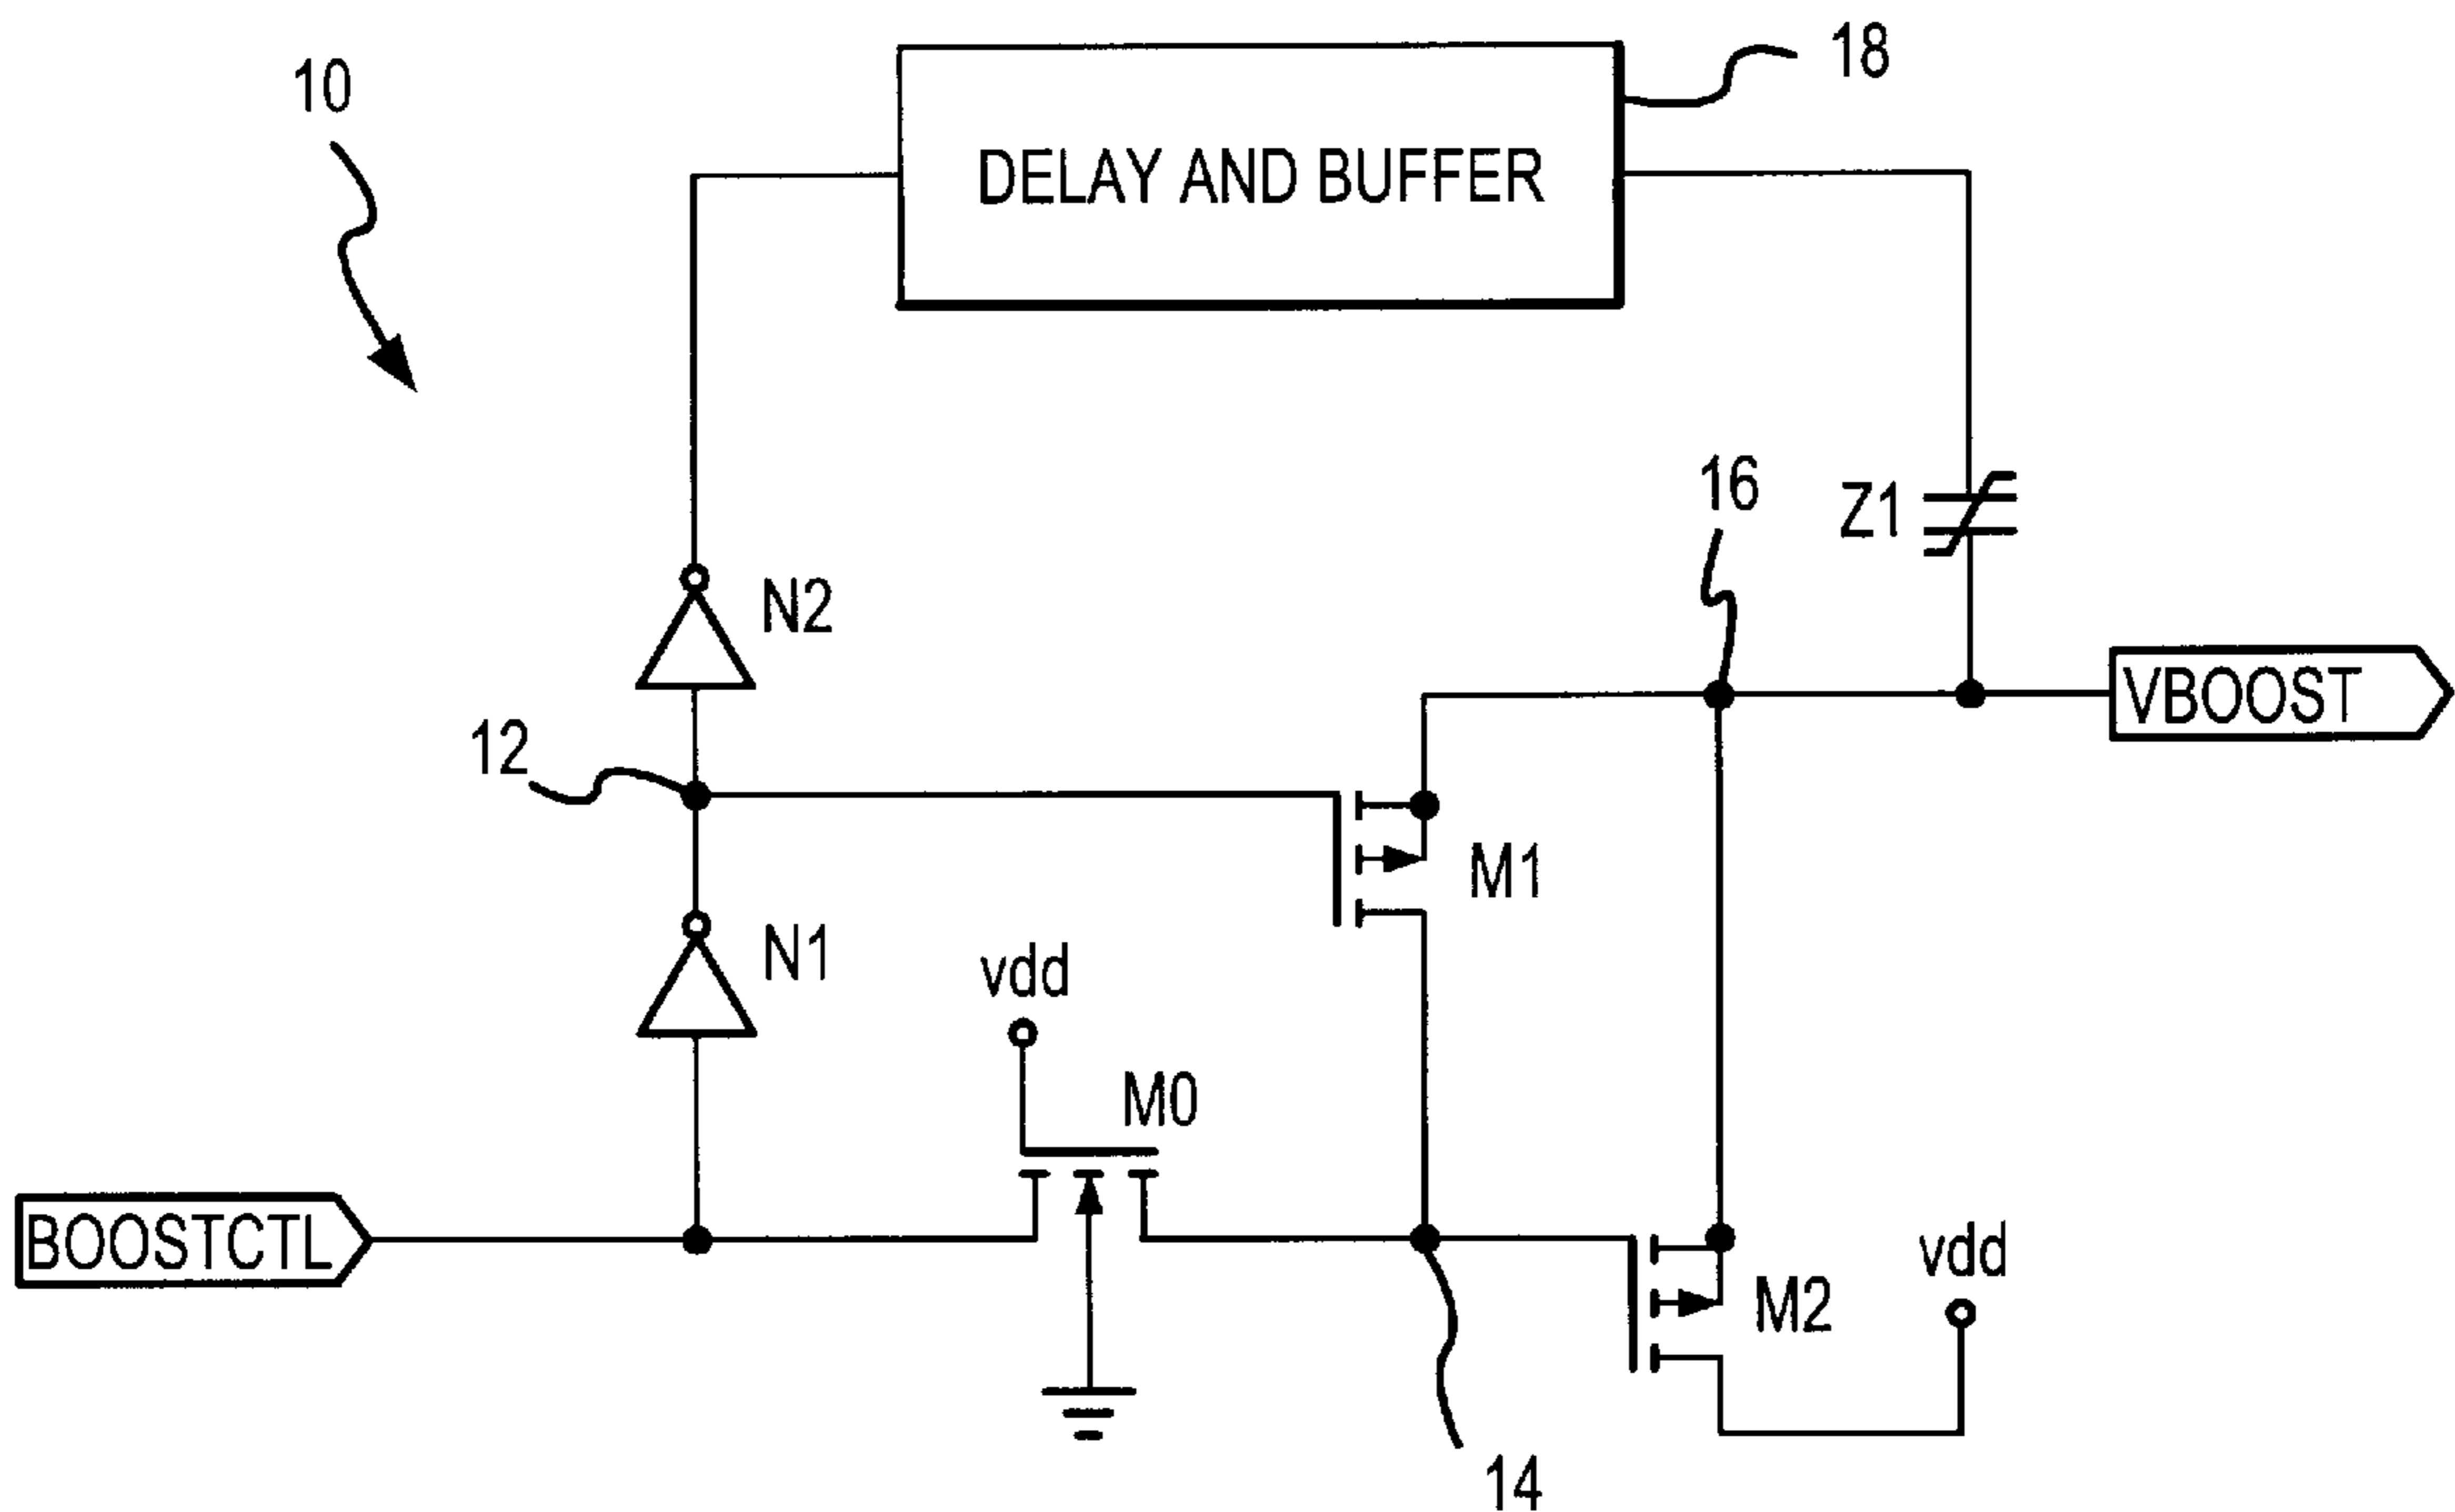 18
10
DELAY AND BUFFER
16
Z1
N2
VBOOST
12
M1
N1
vdd
M0
BOOSTCTL
vdd
M2
14